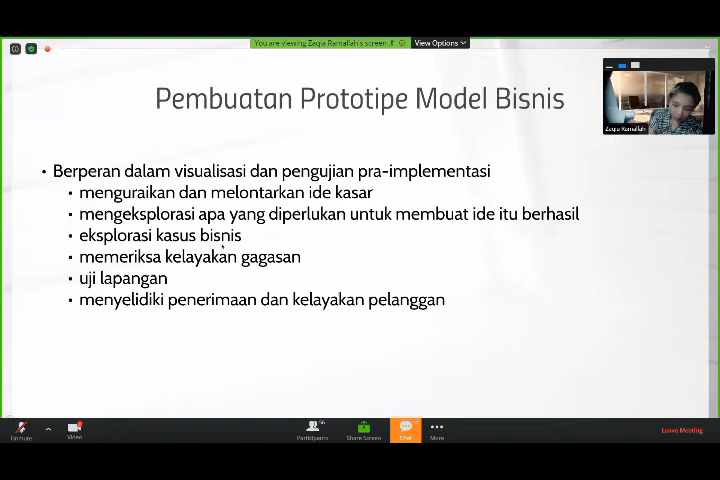 You are viewing Zaqia Ramallah's screen
View Options
Pembuatan Prototipe Model Bisnis
Zaqia Ramallah
• Berperan dalam visualisasi dan pengujian pra-implementasi
• menguraikan dan melontarkan ide kasar
• mengeksplorasi apa yang diperlukan untuk membuat ide itu berhasil
• eksplorasi kasus bisnis
• memeriksa kelayakan gagasan
• uji lapangan
• menyelidiki penerimaan dan kelayakan pelanggan
Unmute
Video
Participants
Share Screen
Chat
More
Leave Meeting